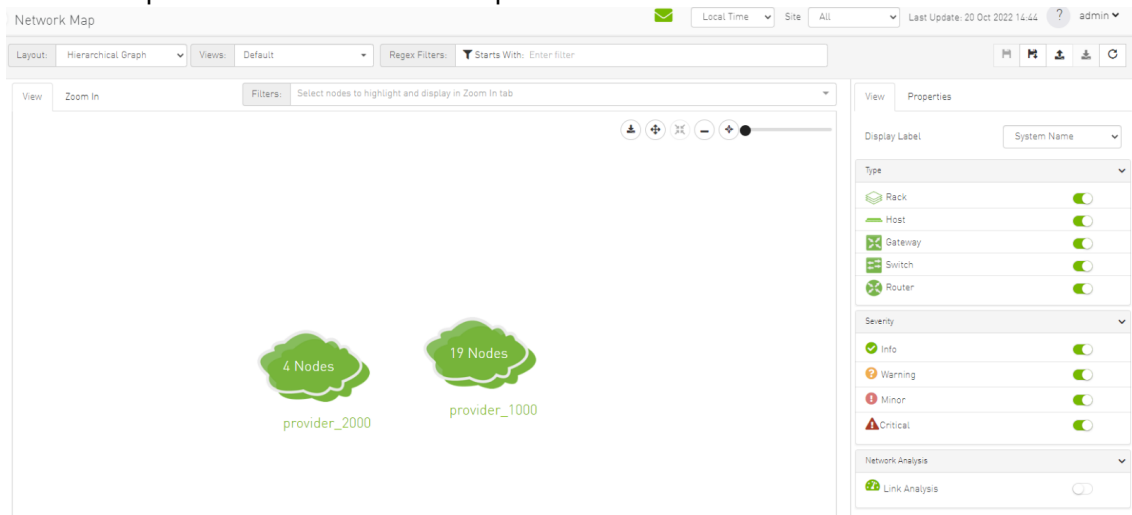 Network Map
Local Time Site All Last Update: 20 Oct 2022 14:44 ? admin
Layout: Hierarchical Graph Views: Default Regex Filters: Starts With: Enter filter
View Zoom In Filters: Select nodes to highlight and display in Zoom In tab
View Properties
Display Label System Name
Type
Rack
Host
Gateway
Switch
Router
Severity
Info
Warning
Minor
Critical
Network Analysis
Link Analysis
4 Nodes
provider_2000
19 Nodes
provider_1000